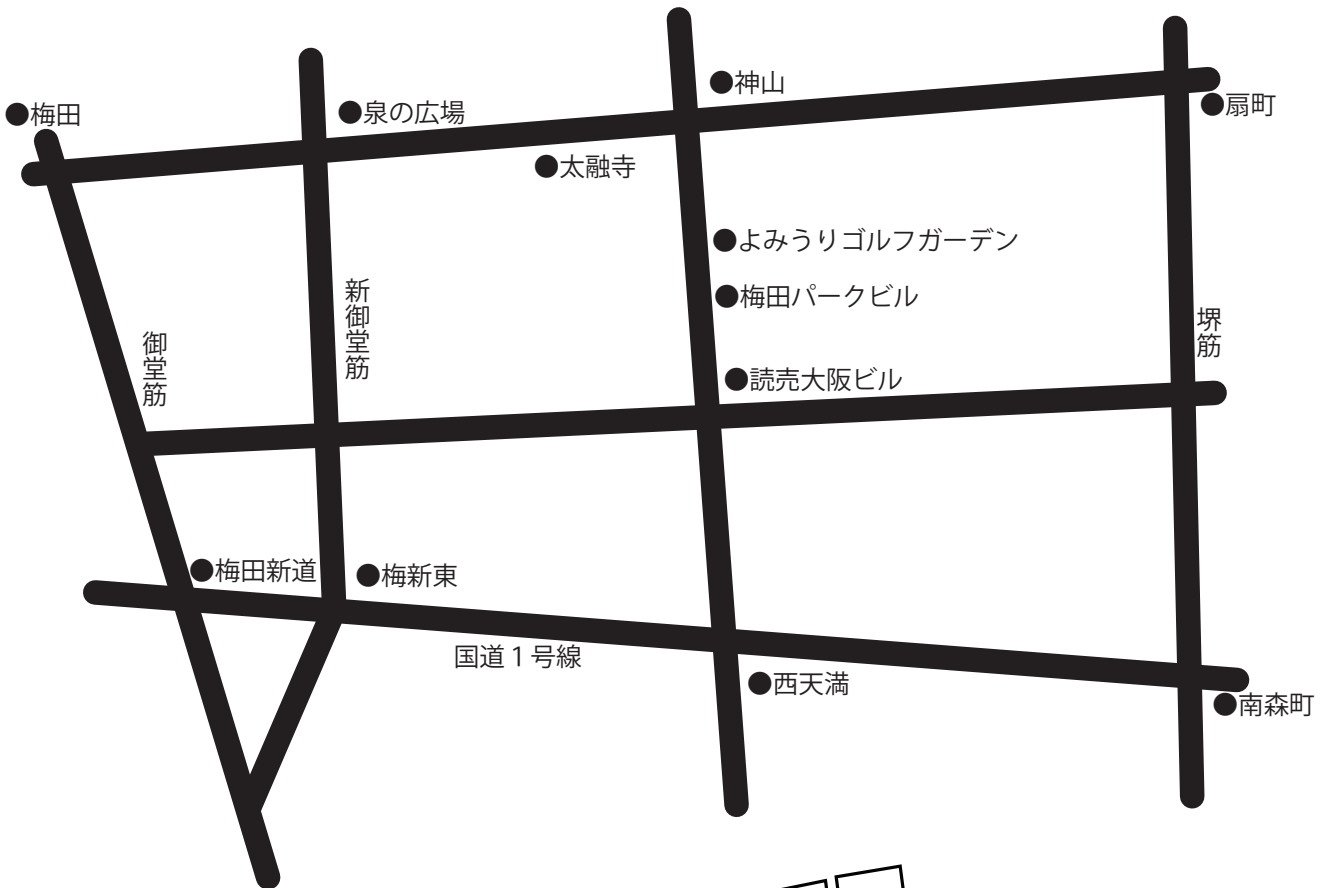 ●神山
●梅田
●泉の広場
●扇町
●太融寺
●よみうりゴルフガーデン
新御堂筋
●梅田パークビル
堺筋
御堂筋
●読売大阪ビル
●梅田新道
●梅新東
国道１号線
●西天満
●南森町